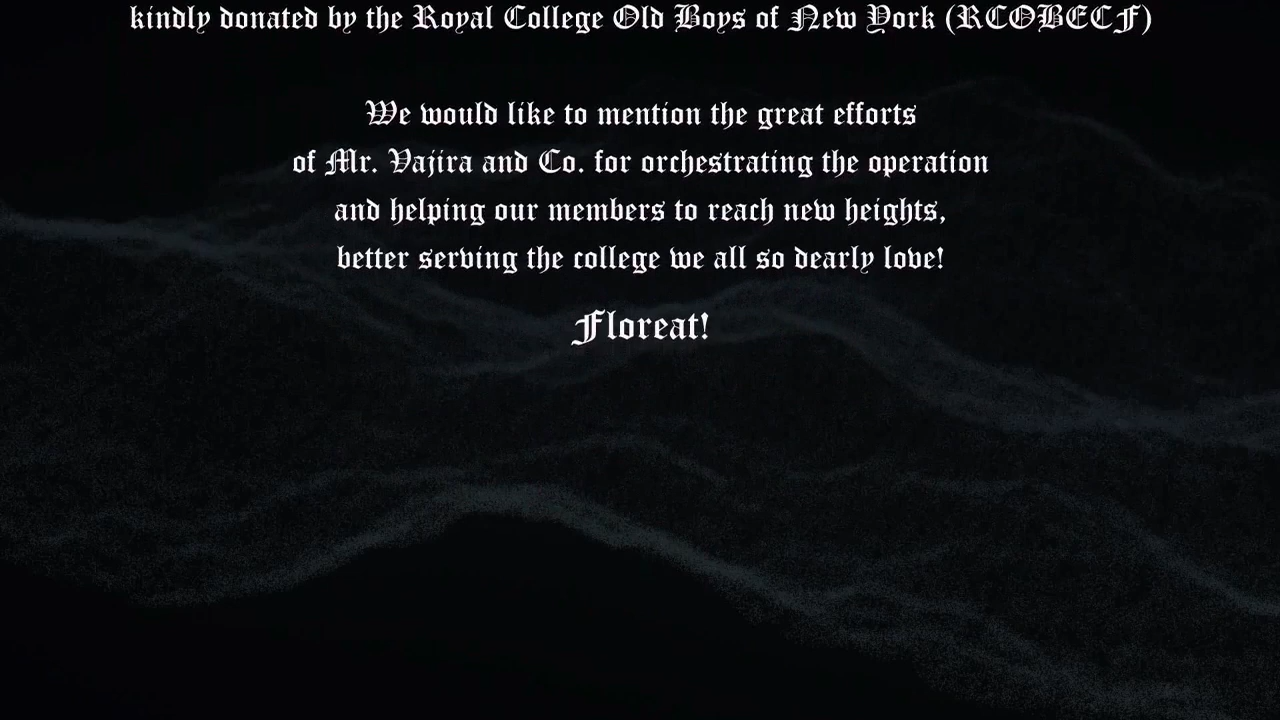 kindly donated by the Royal College Old Boys of New York (RCOBECF)
We would like to mention the great efforts
of Mr. Vajira and Co. for orchestrating the operation
and helping our members to reach new heights,
better serving the college we all so dearly love!
Floreat!